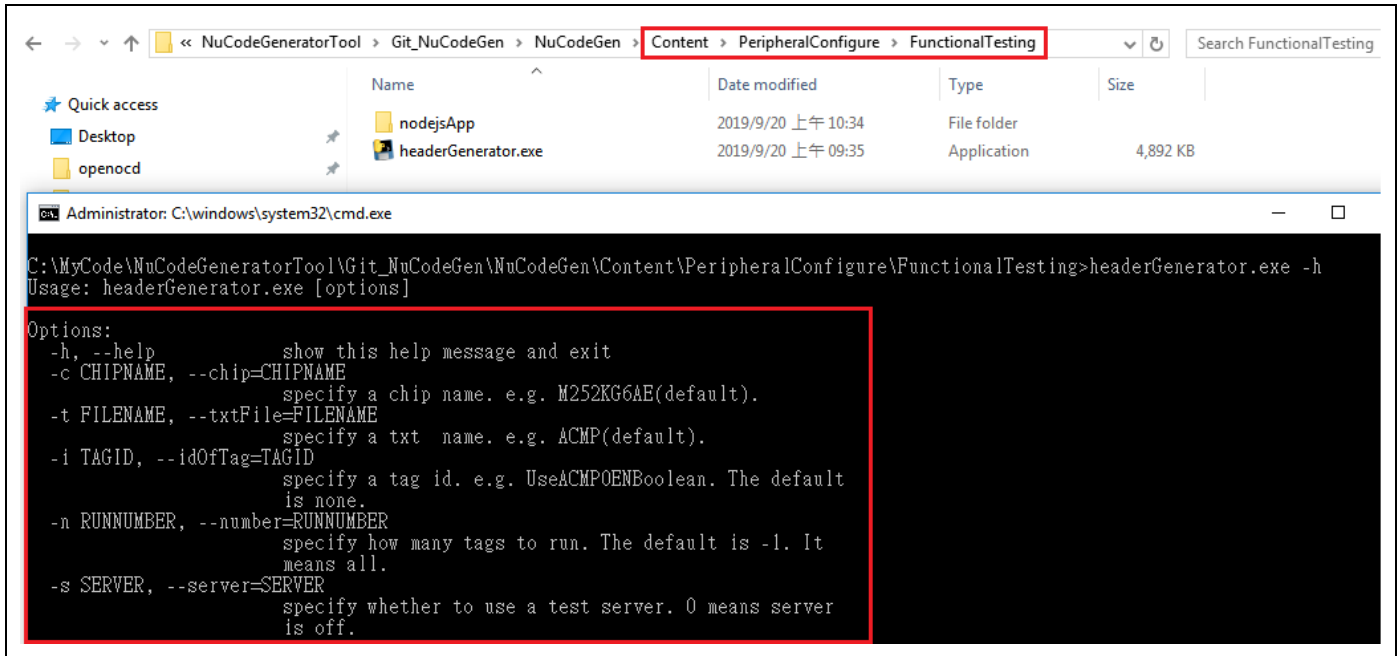 « NuCodeGeneratorTool > Git_NuCodeGen > NuCodeGen > Content > PeripheralConfigure > FunctionalTesting
Search FunctionalTesting
Name Date modified Type Size
Quick access
Desktop
openocd
nodejsApp 2019/9/20 上午 10:34 File folder
headerGenerator.exe 2019/9/20 上午 09:35 Application 4,892 KB
Administrator: C:\windows\system32\cmd.exe
C:\MyCode\NuCodeGeneratorTool\Git_NuCodeGen\NuCodeGen\Content\PeripheralConfigure\FunctionalTesting>headerGenerator.exe -h
Usage: headerGenerator.exe [options]
Options:
-h, --help show this help message and exit
-c CHIPNAME, --chip=CHIPNAME
specify a chip name. e.g. M252KG6AE(default).
-t FILENAME, --txtFile=FILENAME
specify a txt name. e.g. ACMP(default).
-i TAGID, --idOfTag=TAGID
specify a tag id. e.g. UseACMP0ENBoolean. The default
is none.
-n RUNNUMBER, --number=RUNNUMBER
specify how many tags to run. The default is -1. It
means all.
-s SERVER, --server=SERVER
specify whether to use a test server. 0 means server
is off.